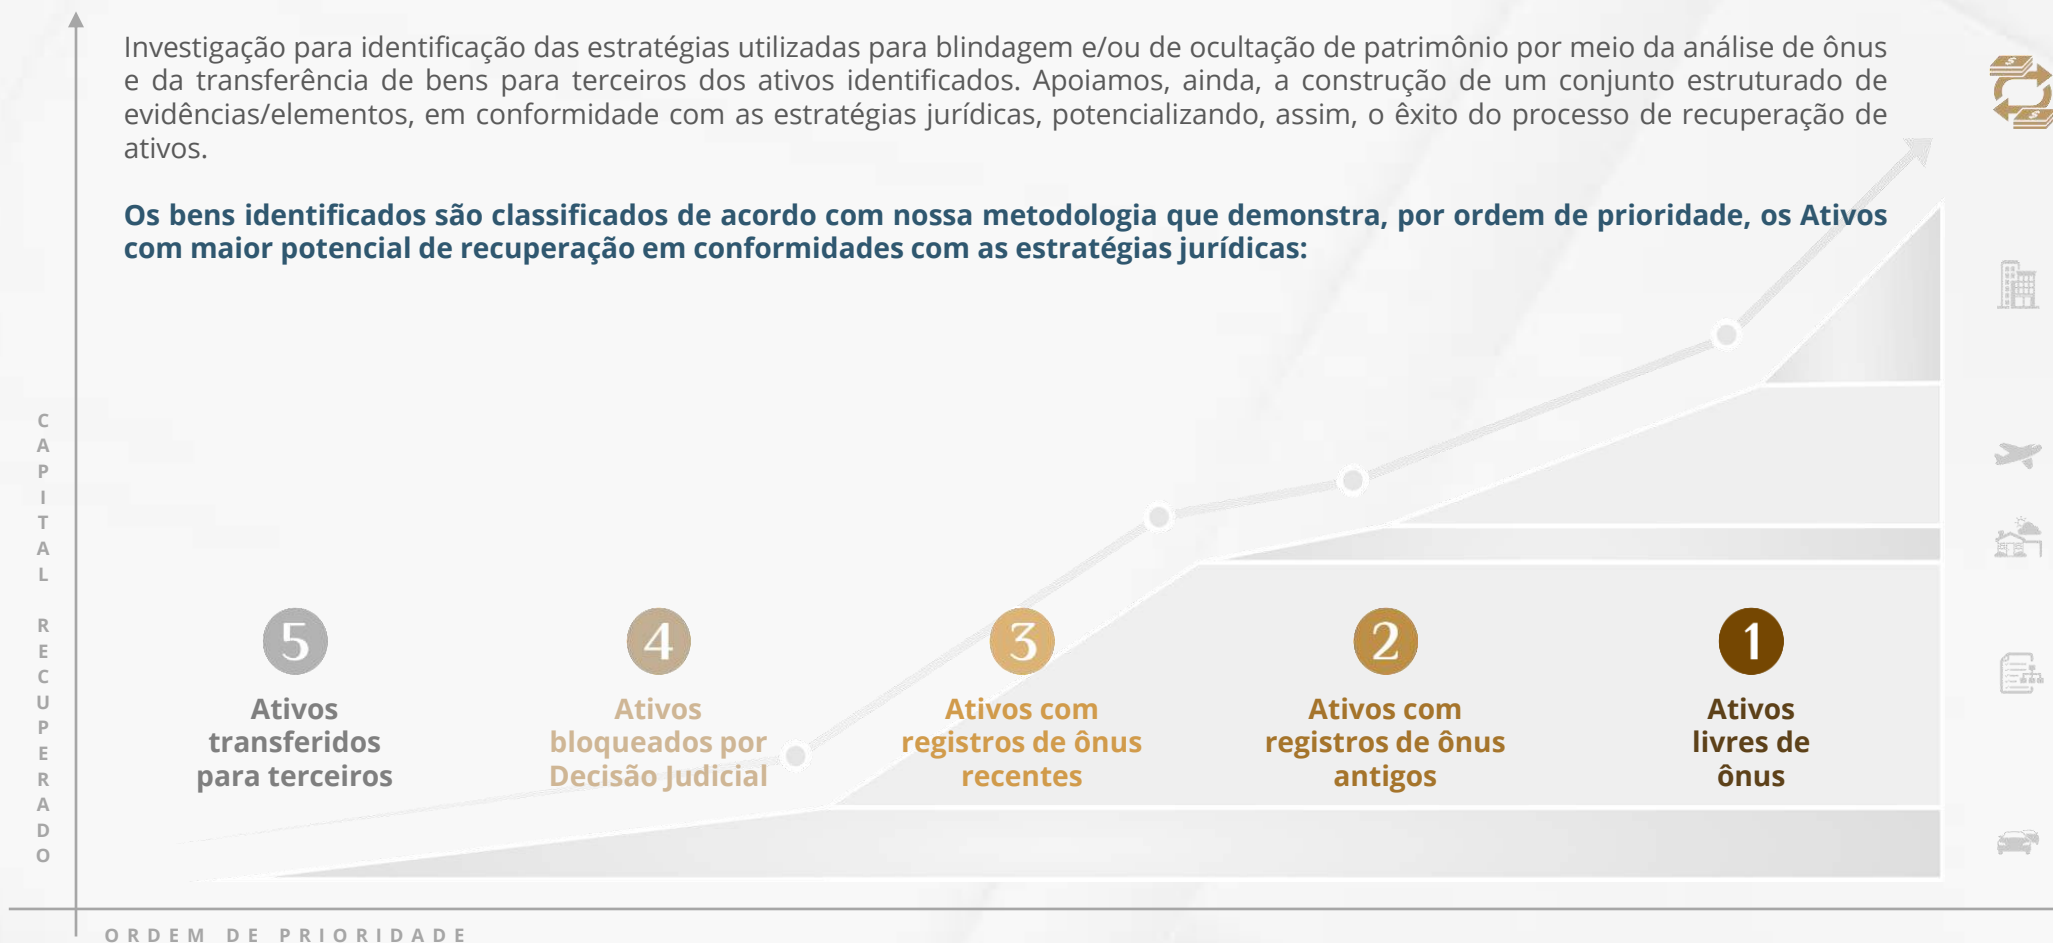 Investigação para identificação das estratégias utilizadas para blindagem e/ou de ocultação de patrimônio por meio da análise de ônus
e da transferência de bens para terceiros dos ativos identificados. Apoiamos, ainda, a construção de um conjunto estruturado de
evidências/elementos, em conformidade com as estratégias jurídicas, potencializando, assim, o êxito do processo de recuperação de
ativos.
Os bens identificados são classificados de acordo com nossa metodologia que demonstra, por ordem de prioridade, os Ativos
com maior potencial de recuperação em conformidades com as estratégias jurídicas:
CAPITAL RECUPERADO
5
Ativos
transferidos
para terceiros
4
Ativos
bloqueados por
Decisão Judicial
3
Ativos com
registros de ônus
recentes
2
Ativos com
registros de ônus
antigos
1
Ativos
livres de
ônus
ORDEM DE PRIORIDADE